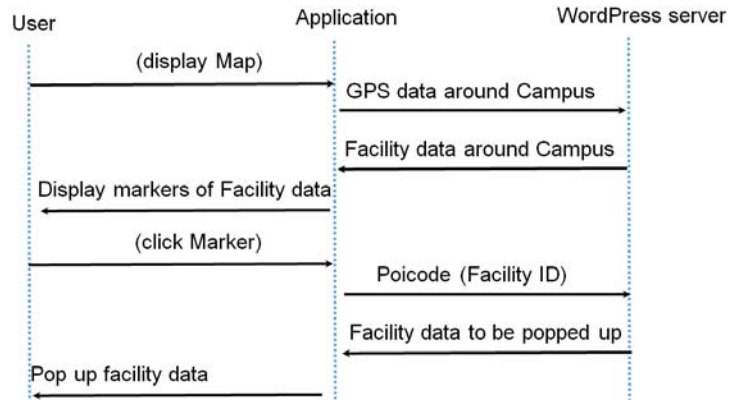 User
Application
WordPress server
(display Map)
GPS data around Campus
Facility data around Campus
Display markers of Facility data
(click Marker)
Poicode (Facility ID)
Facility data to be popped up
Pop up facility data